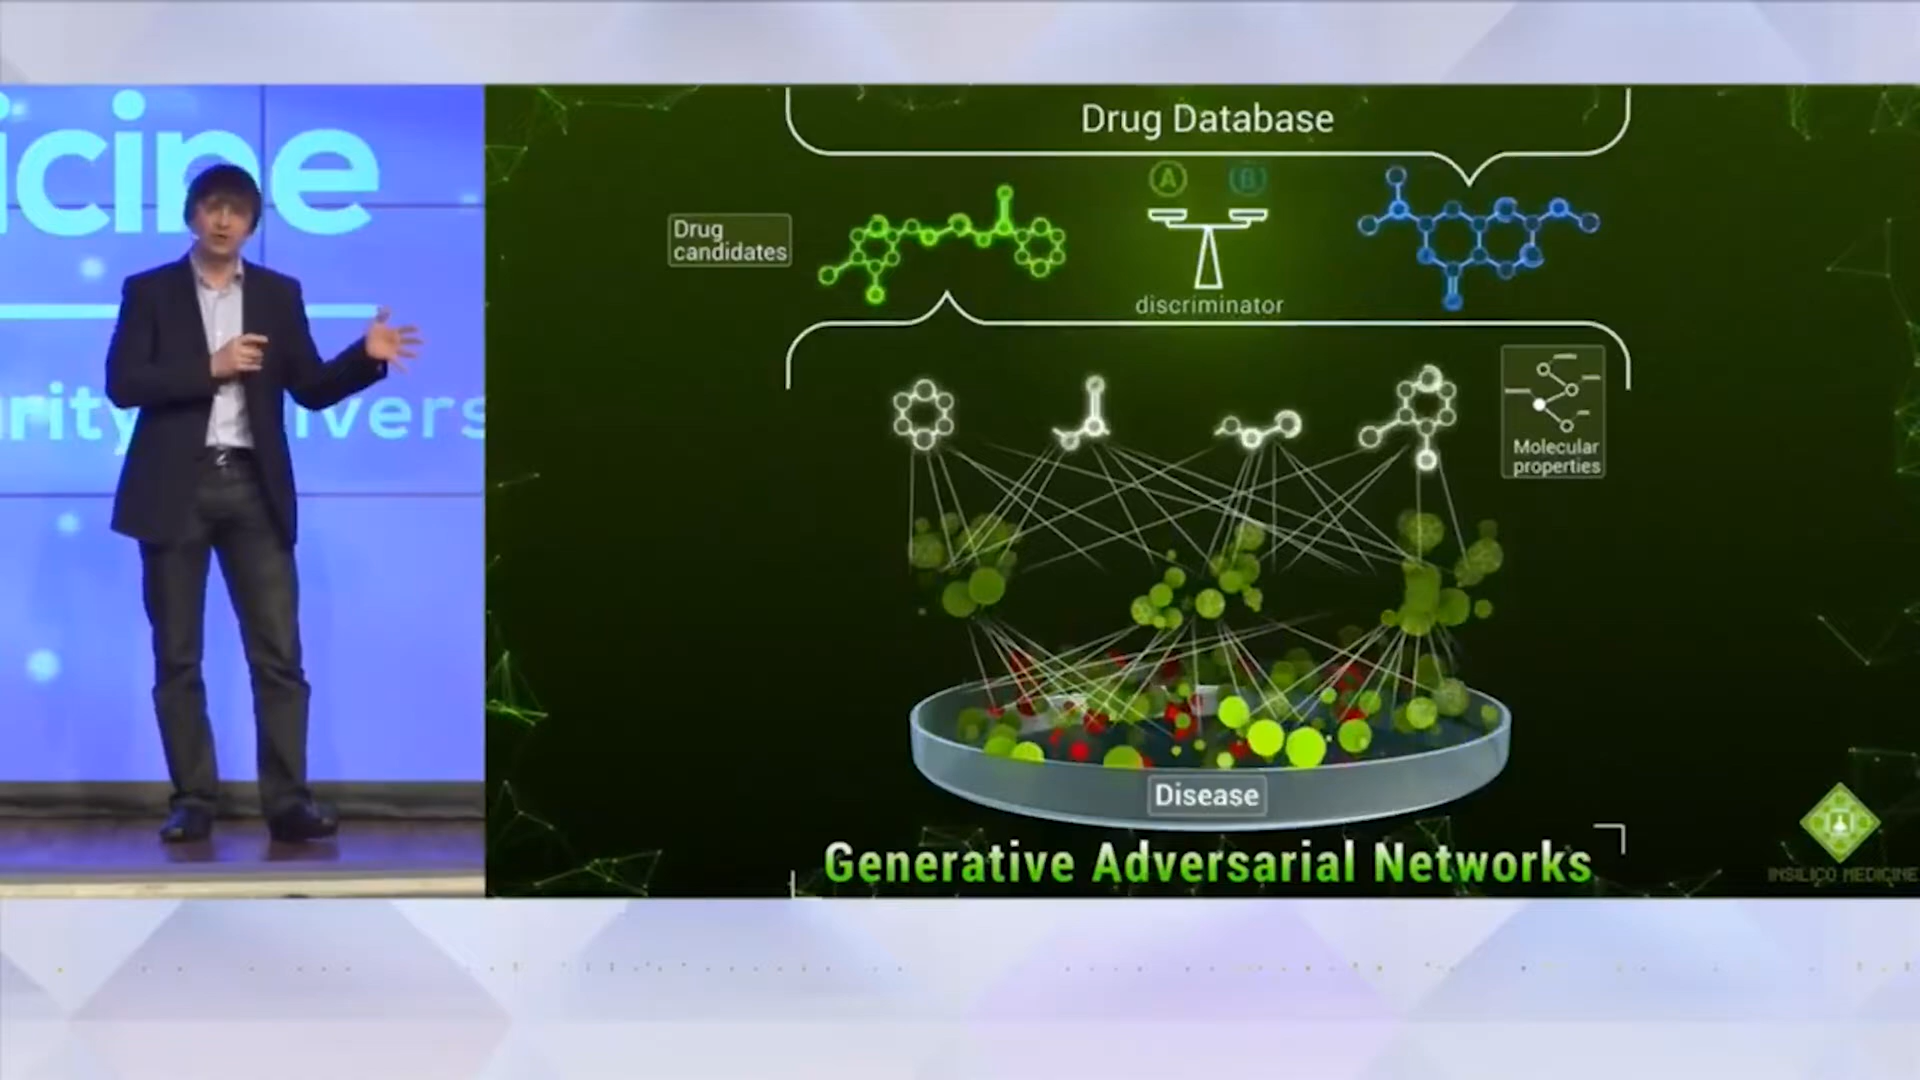 icine
rity
ivers
Drug Database
A
B
Drug
candidates
discriminator
Molecular
properties
Disease
Generative Adversarial Networks
INSILICO MEDICINE